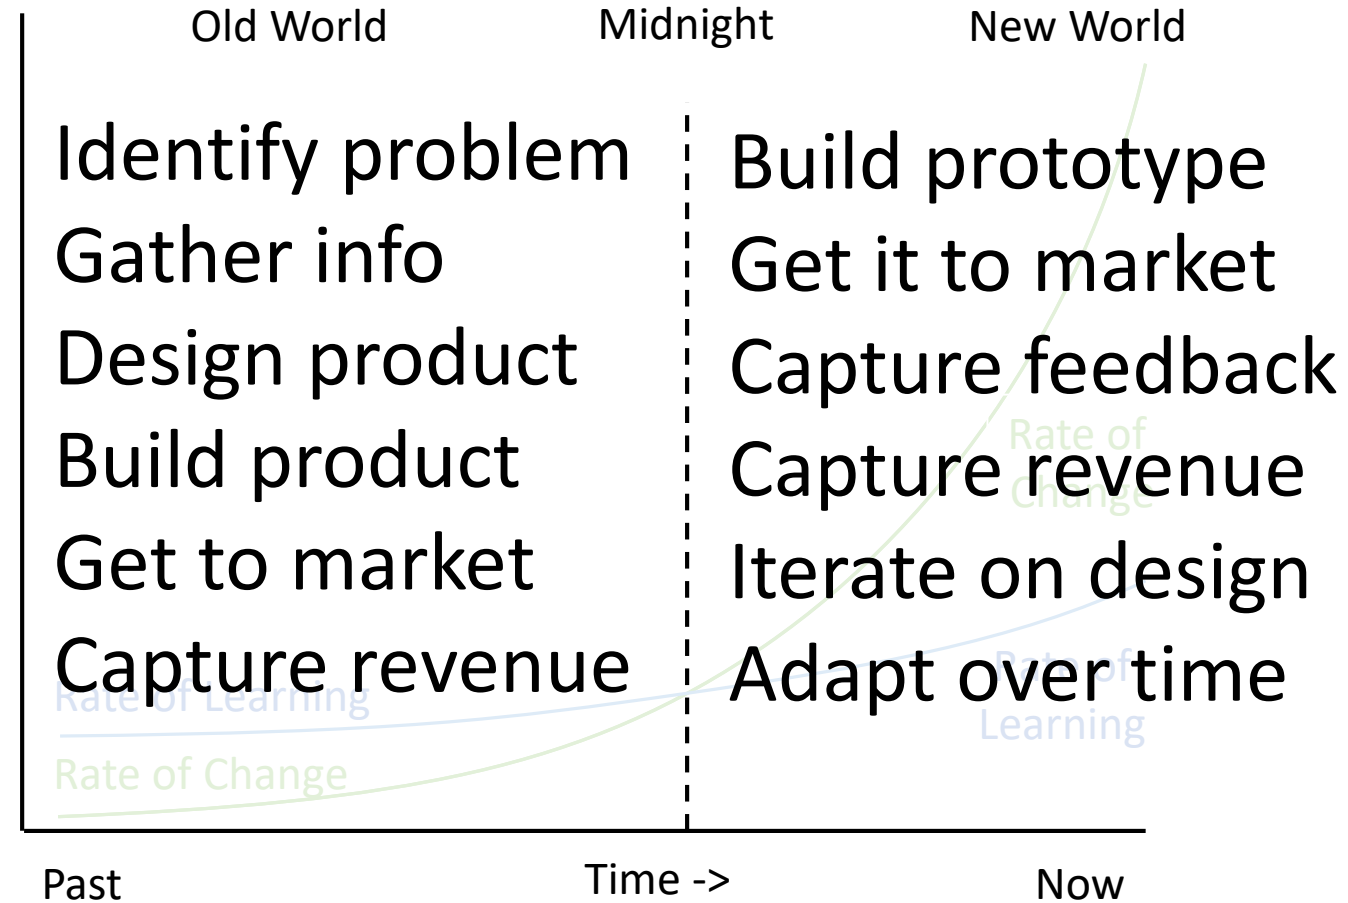 Old World
Midnight
New World
Identify problem
Gather info
Design product
Build product
Get to market
Capture revenue
Rate of Learning
Rate of Change
Build prototype
Get it to market
Capture feedback
Capture revenue
Iterate on design
Adapt over time
Rate of
Change
Rate of
Learning
Past
Time ->
Now